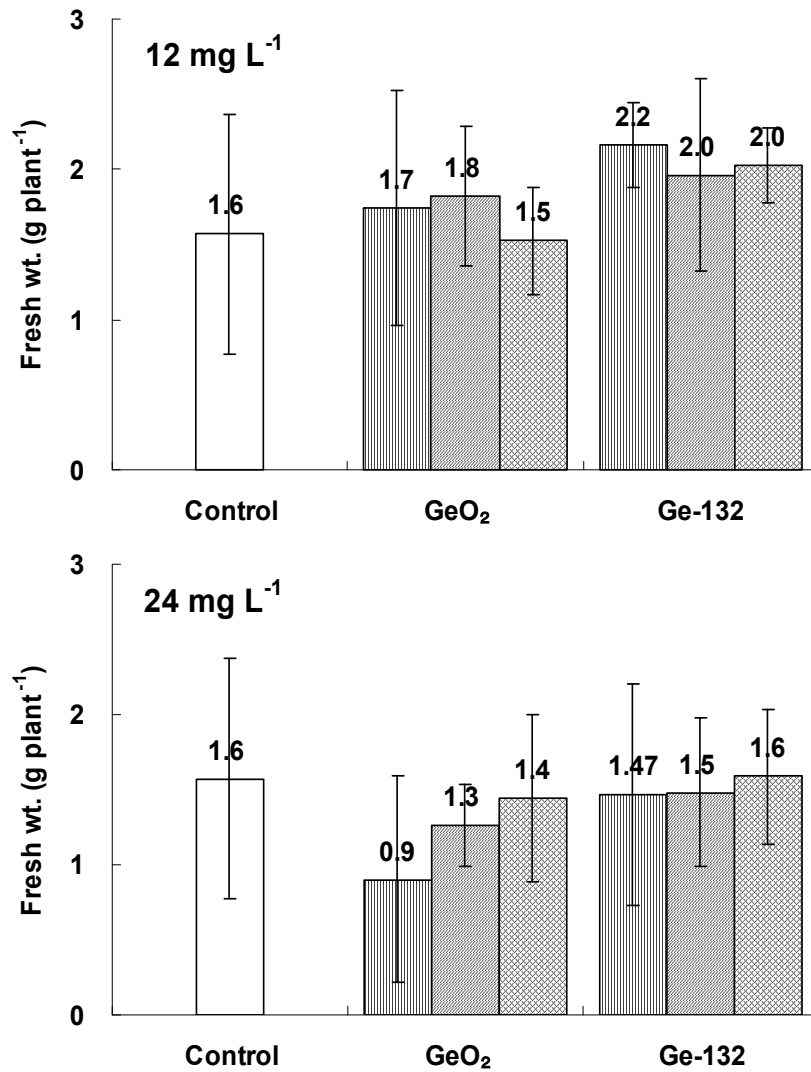 12 mg L⁻¹
Fresh wt. (g plant⁻¹)
3
2
1
0
1.6
1.7
1.8
1.5
2.2
2.0
2.0
Control
GeO₂
Ge-132
24 mg L⁻¹
Fresh wt. (g plant⁻¹)
3
2
1
0
1.6
0.9
1.3
1.4
1.47
1.5
1.6
Control
GeO₂
Ge-132